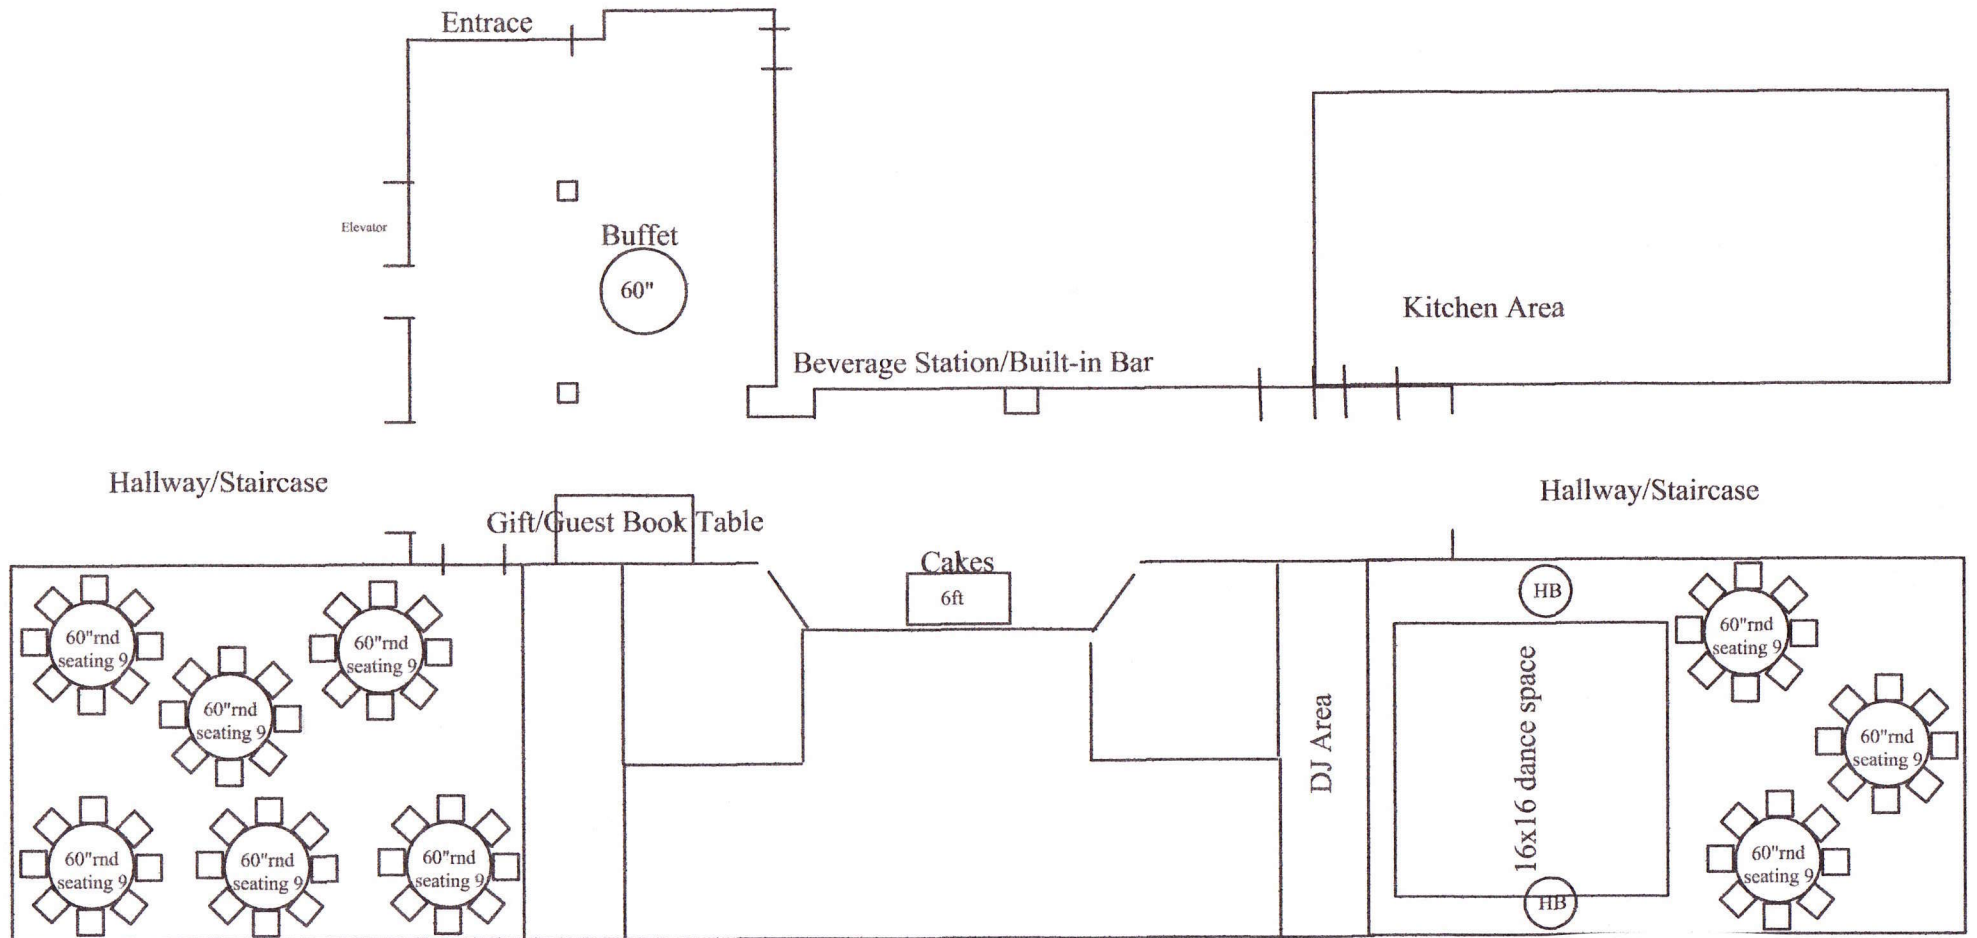 Entrace
Elevator
Buffet
60"
Kitchen Area
Beverage Station/Built-in Bar
Hallway/Staircase
Hallway/Staircase
Gift/Guest Book Table
Cakes
6ft
HB
60"rnd
seating 9
60"rnd
seating 9
60"rnd
seating 9
60"rnd
seating 9
60"rnd
seating 9
60"rnd
seating 9
DJ Area
16x16 dance space
60"rnd
seating 9
60"rnd
seating 9
60"rnd
seating 9
HB